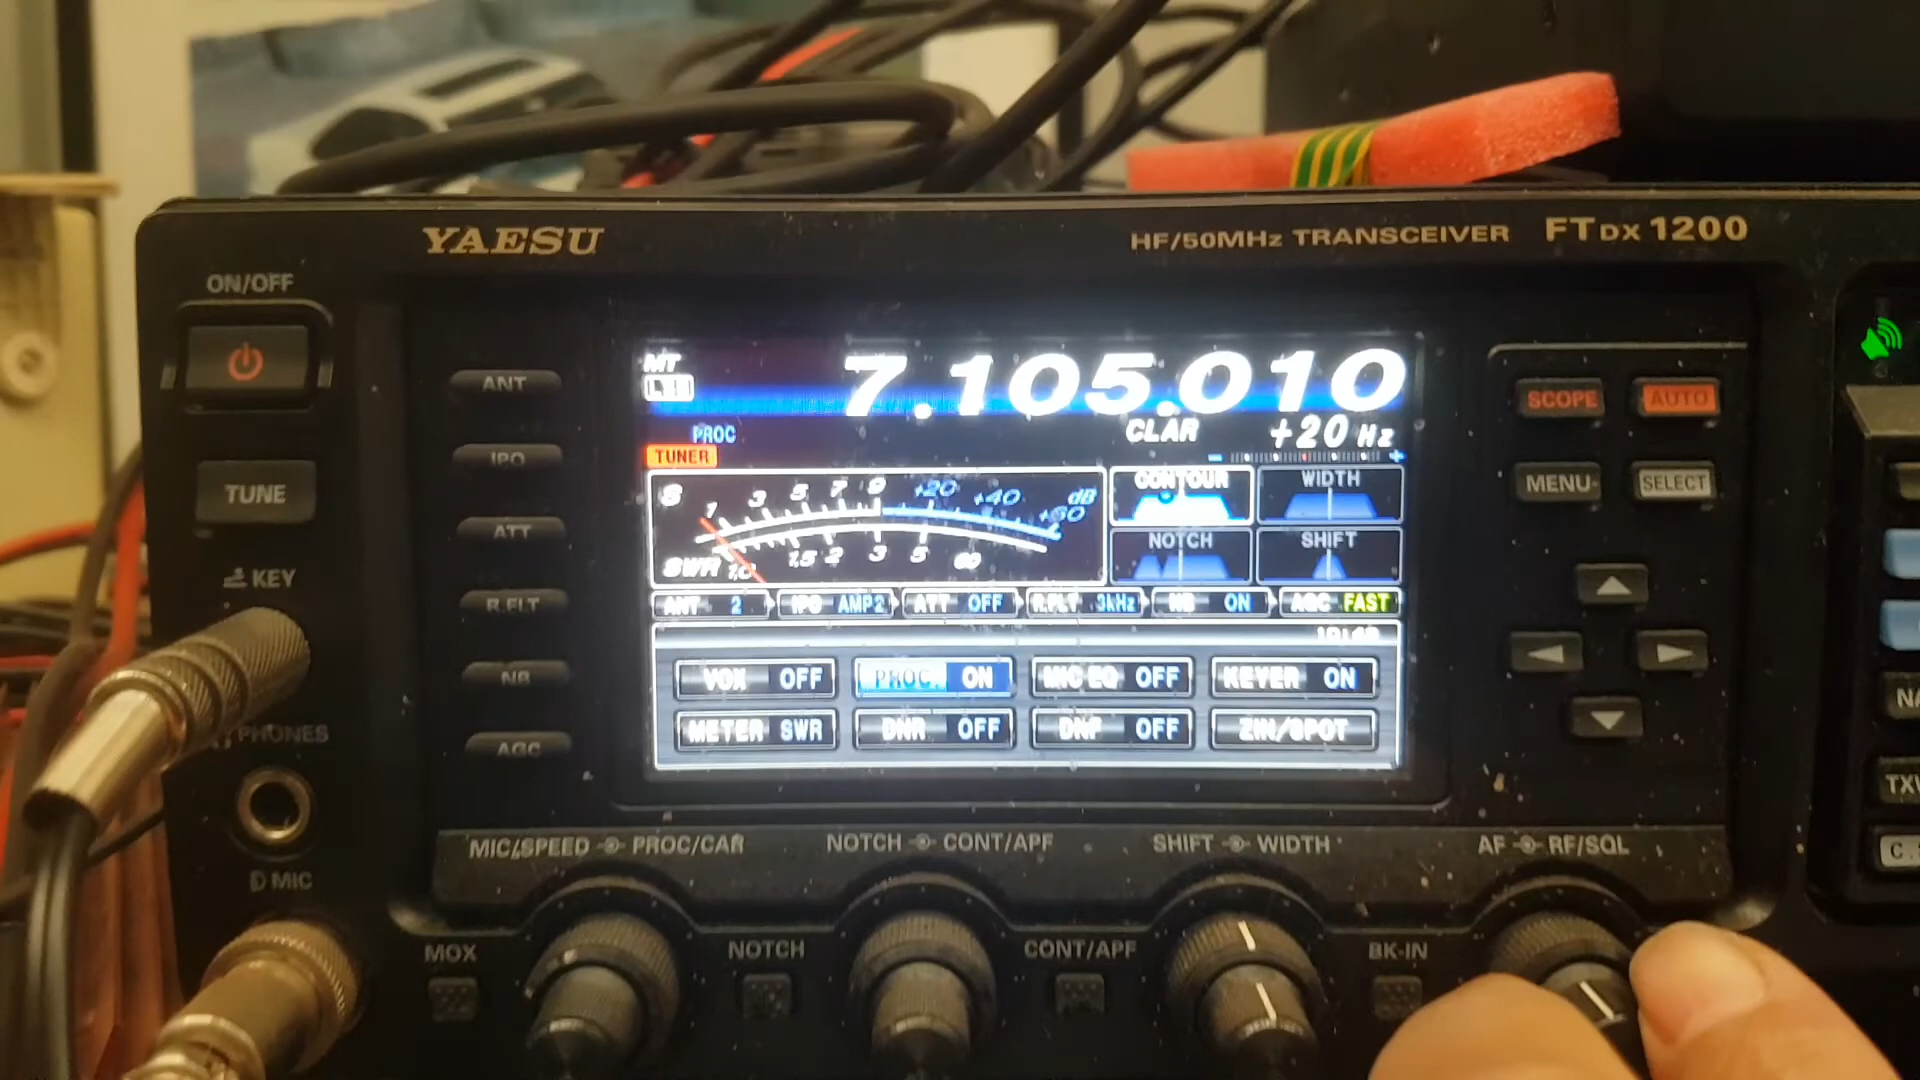 YAESU
HF/50MHz TRANSCEIVER FTDX 1200
ON/OFF
TUNE
KEY
PHONES
MIC
ANT
IPO
ATT
R.FLT
NB
AGC
MT
7.105.010
PROC
CLAR +20 Hz
TUNER
- +
S 1 3 5 7 9 +20 +40 +60 dB
SWR 1.0 1.5 2 3 5
CONTOUR WIDTH
NOTCH SHIFT
ANT 2 IPO AMP2 ATT OFF R.FLT 3kHz NB ON AGC FAST
VOX OFF PROC ON MIC EQ OFF KEYER ON
METER SWR DNR OFF DNF OFF ZIN/SPOT
SCOPE AUTO
MENU SELECT
MIC/SPEED PROC/CAR NOTCH CONT/APF SHIFT WIDTH AF RF/SQL
MOX NOTCH CONT/APF BK-IN